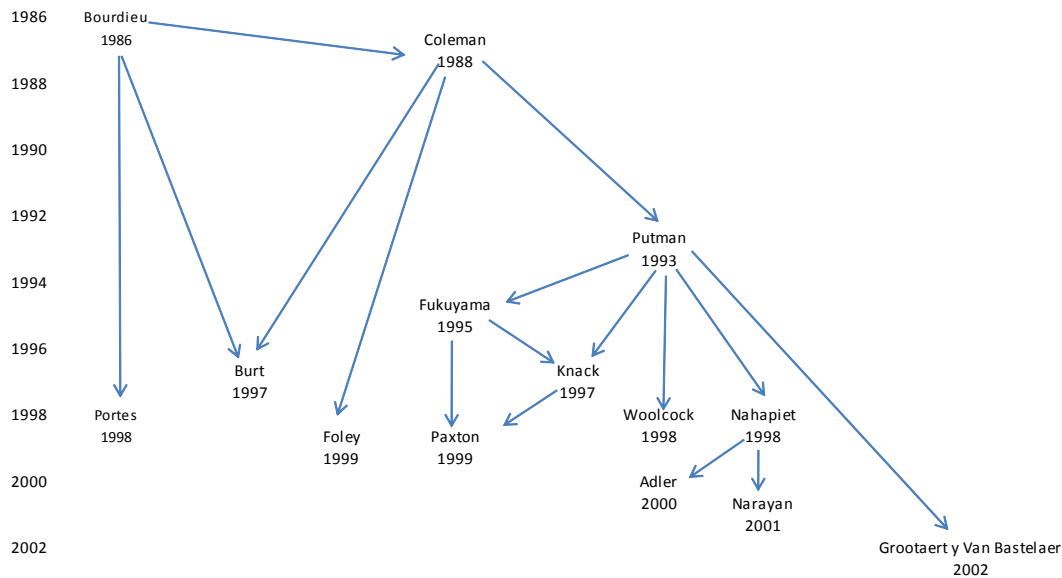 1986
Bourdieu
1986
Coleman
1988
1988
1990
1992
Putman
1993
1994
Fukuyama
1995
1996
Burt
1997
Knack
1997
1998
Portes
1998
Foley
1999
Paxton
1999
Woolcock
1998
Nahapiet
1998
2000
Adler
2000
Narayan
2001
2002
Grootaert y Van Bastelaer
2002